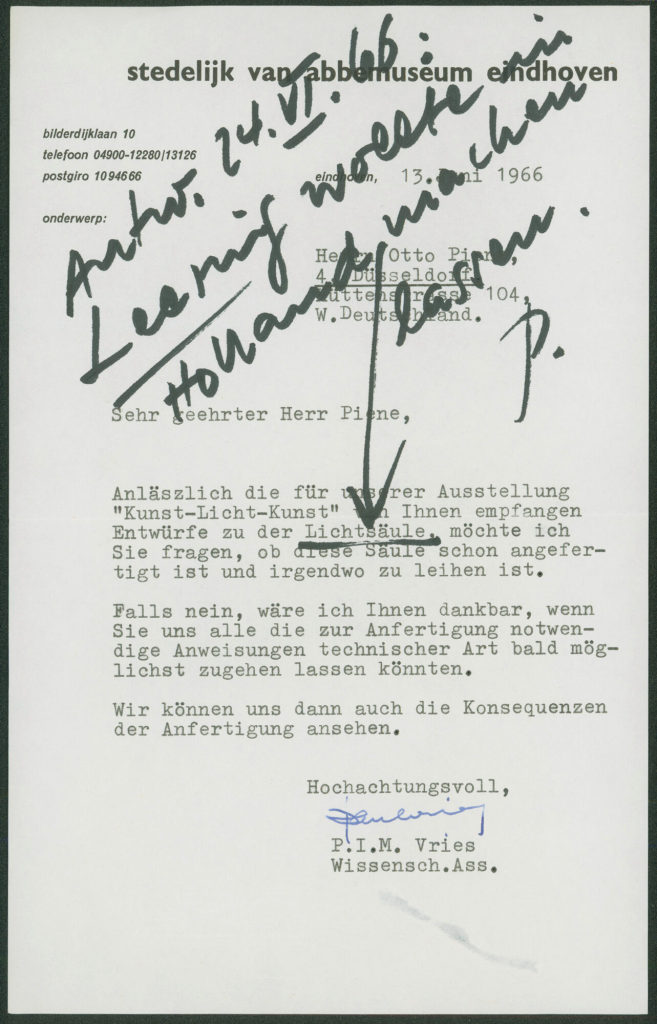 stedelijk van abbemuseum eindhoven
bilderdijklaan 10
telefoon 04900-12280/13126
postgiro 1094666
eindhoven, 13 Juni 1966
onderwerp:
Antw. 24.VI.66:
Leering wollte in
Holland machen
lassen.
P.
Herrn Otto Piene,
4. Düsseldorf
Hüttenstrasse 104,
W.Deutschland.
Sehr geehrter Herr Piene,
Anläszlich die für unserer Ausstellung
"Kunst-Licht-Kunst" von Ihnen empfangen
Entwürfe zu der Lichtsäule, möchte ich
Sie fragen, ob diese Säule schon angefer-
tigt ist und irgendwo zu leihen ist.
Falls nein, wäre ich Ihnen dankbar, wenn
Sie uns alle die zur Anfertigung notwen-
dige Anweisungen technischer Art bald mög-
lichst zugehen lassen könnten.
Wir können uns dann auch die Konsequenzen
der Anfertigung ansehen.
Hochachtungsvoll,
P.I.M. Vries
Wissensch.Ass.